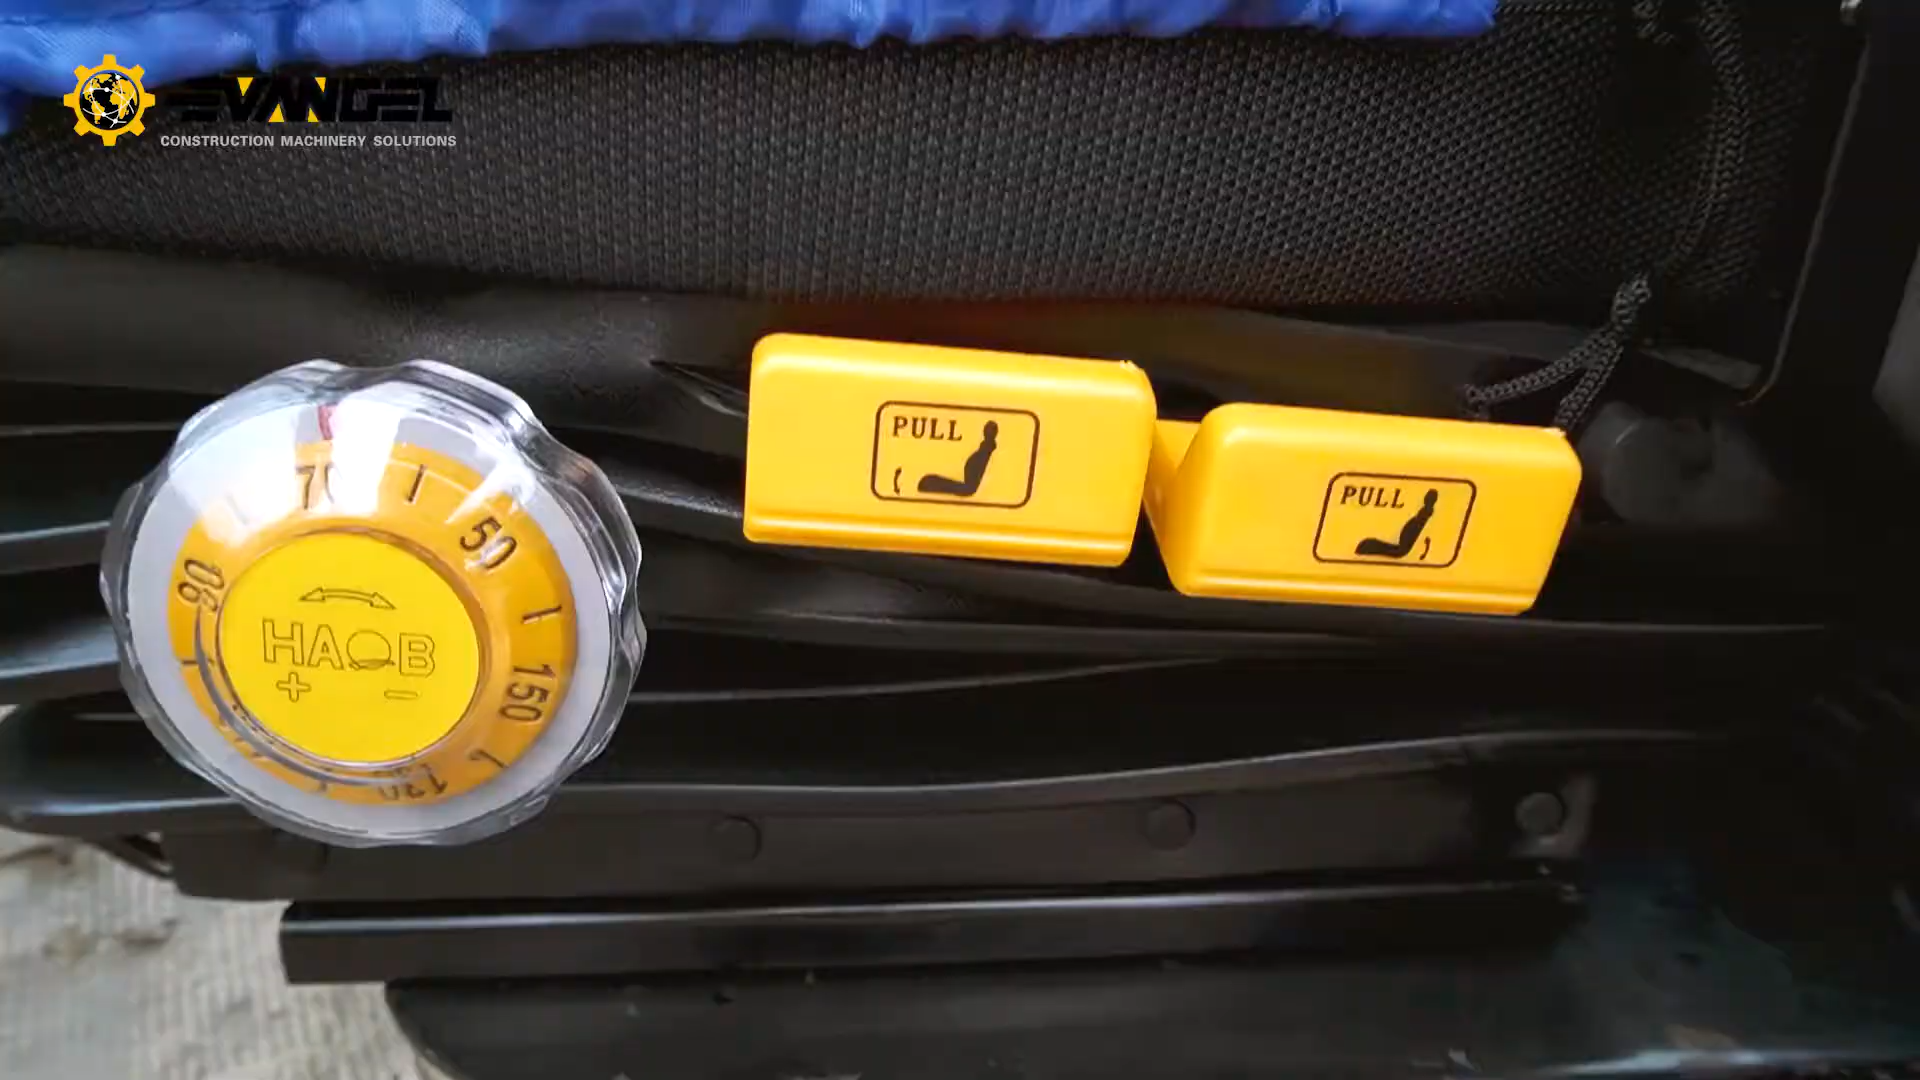 EVANGEL
CONSTRUCTION MACHINERY SOLUTIONS
PULL
PULL
70
50
90
150
130
HAOB
+ -